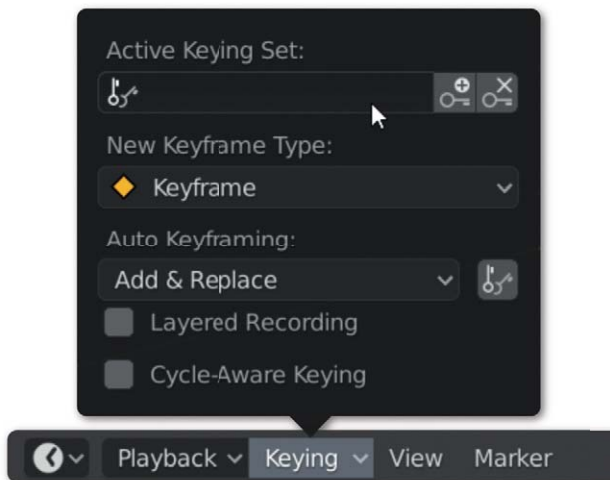 Active Keying Set:
New Keyframe Type:
Keyframe
Auto Keyframing:
Add & Replace
Layered Recording
Cycle-Aware Keying
Playback Keying View Marker